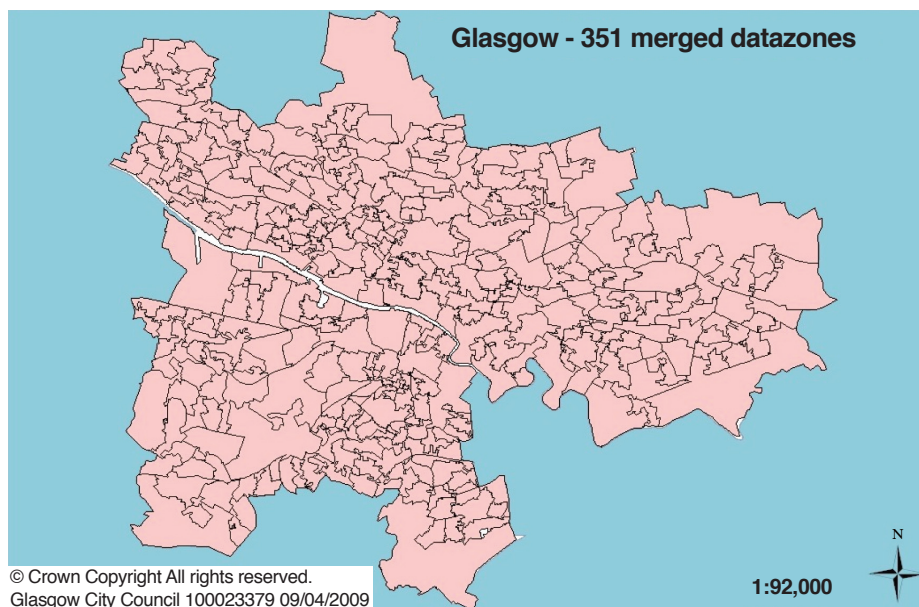 Glasgow - 351 merged datazones
N
1:92,000
© Crown Copyright All rights reserved.
Glasgow City Council 100023379 09/04/2009